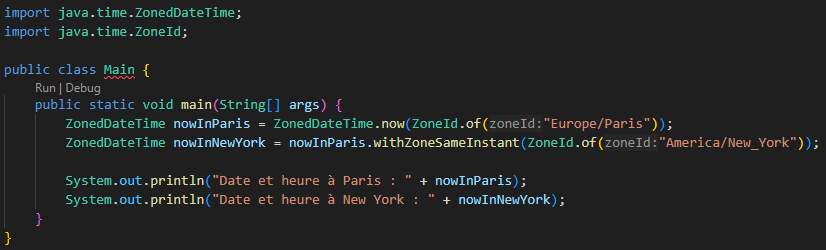 import java.time.ZonedDateTime;
import java.time.ZoneId;
public class Main {
Run | Debug
public static void main(String[] args) {
ZonedDateTime nowInParis = ZonedDateTime.now(ZoneId.of(zoneId:"Europe/Paris"));
ZonedDateTime nowInNewYork = nowInParis.withZoneSameInstant(ZoneId.of(zoneId:"America/New_York"));
System.out.println("Date et heure à Paris : " + nowInParis);
System.out.println("Date et heure à New York : " + nowInNewYork);
}
}